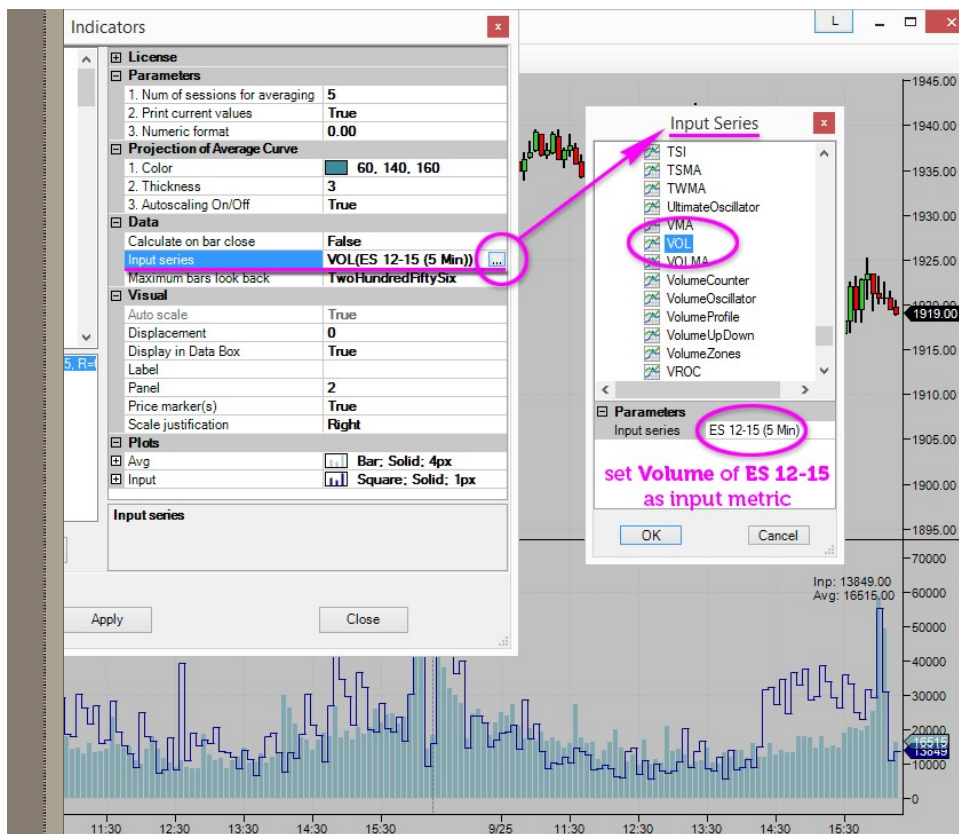 Indicators
L
License
Parameters
1. Num of sessions for averaging 5
2. Print current values True
3. Numeric format 0.00
Projection of Average Curve
1. Color 60, 140, 160
2. Thickness 3
3. Autoscaling On/Off True
Data
Calculate on bar close False
Input series VOL(ES 12-15 (5 Min)) ...
Maximum bars look back TwoHundredFiftySix
Visual
Auto scale True
Displacement 0
Display in Data Box True
Label
Panel 2
Price marker(s) True
Scale justification Right
Plots
Avg Bar; Solid; 4px
Input Square; Solid; 1px
Input series
Apply Close
Input Series
TSI
TSMA
TWMA
UltimateOscillator
VMA
VOL
VOLMA
VolumeCounter
VolumeOscillator
VolumeProfile
VolumeUpDown
VolumeZones
VROC
Parameters
Input series ES 12-15 (5 Min)
set Volume of ES 12-15
as input metric
OK Cancel
1945.00
1940.00
1935.00
1930.00
1925.00
1920.00
1919.00
1915.00
1910.00
1905.00
1900.00
1895.00
Inp: 13849.00
Avg: 16515.00
70000
60000
50000
40000
30000
20000
16515
13849
10000
0
11:30 12:30 13:30 14:30 15:30 9/25 11:30 12:30 13:30 14:30 15:30